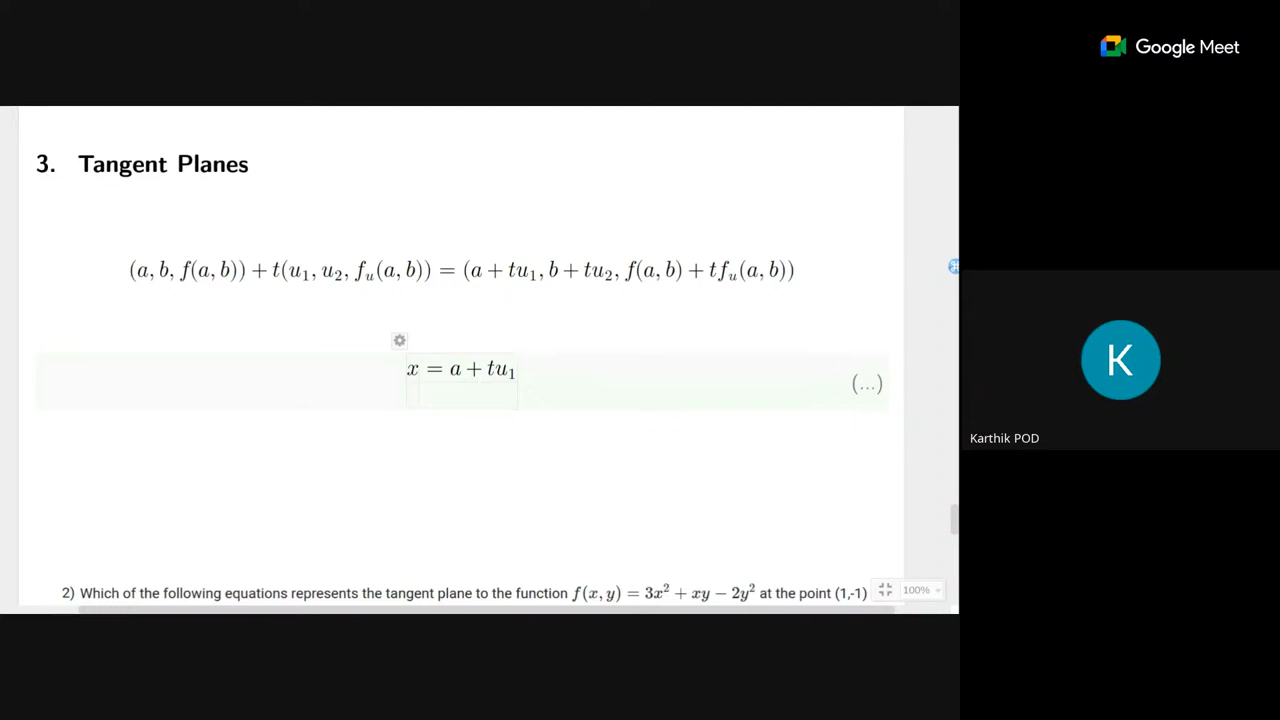 Google Meet
3. Tangent Planes
(a, b, f(a, b)) + t(u₁, u₂, fᵤ(a, b)) = (a + tu₁, b + tu₂, f(a, b) + tfᵤ(a, b))
x = a + tu₁
(...)
K
Karthik POD
2) Which of the following equations represents the tangent plane to the function f(x, y) = 3x² + xy − 2y² at the point (1,-1)
100%